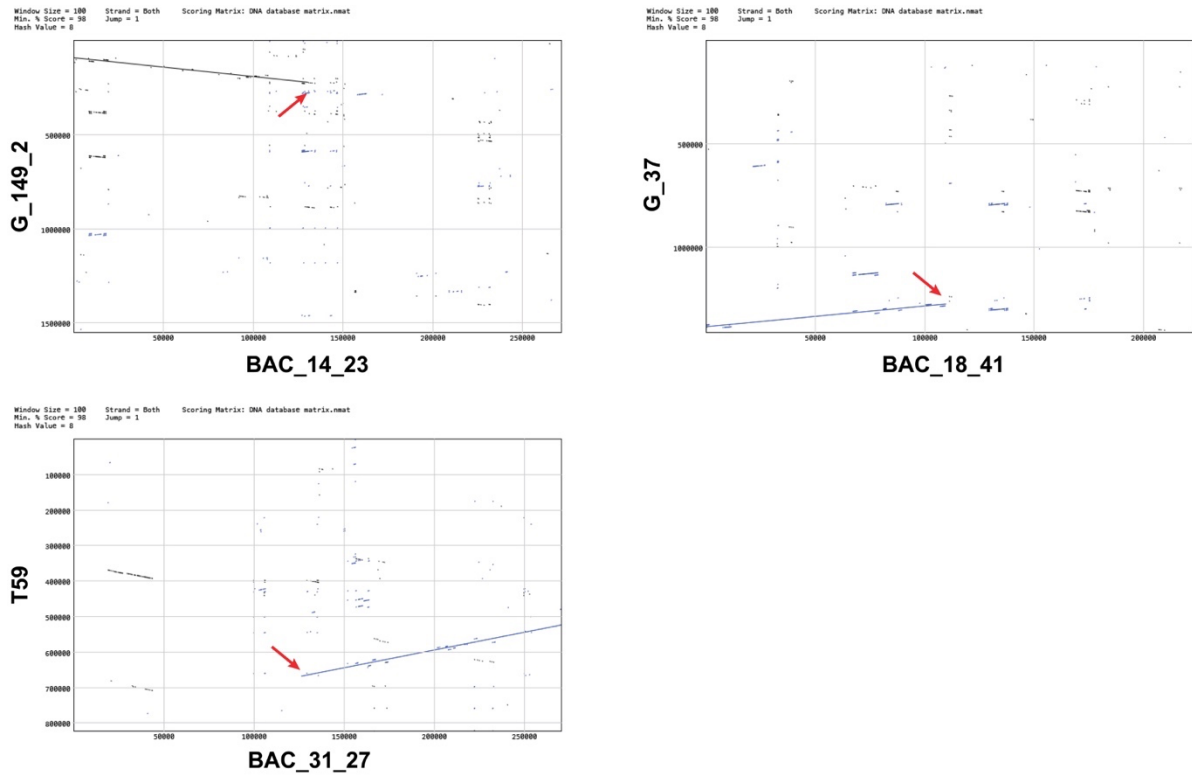 Window Size = 100 Strand = Both Scoring Matrix: DNA database matrix.nmat
Min. % Score = 98 Jump = 1
Hash Value = 8
G_149_2
500000
1000000
1500000
50000 100000 150000 200000 250000
BAC_14_23
Window Size = 100 Strand = Both Scoring Matrix: DNA database matrix.nmat
Min. % Score = 98 Jump = 1
Hash Value = 8
G_37
500000
1000000
50000 100000 150000 200000
BAC_18_41
Window Size = 100 Strand = Both Scoring Matrix: DNA database matrix.nmat
Min. % Score = 98 Jump = 1
Hash Value = 8
T59
100000
200000
300000
400000
500000
600000
700000
800000
50000 100000 150000 200000 250000
BAC_31_27